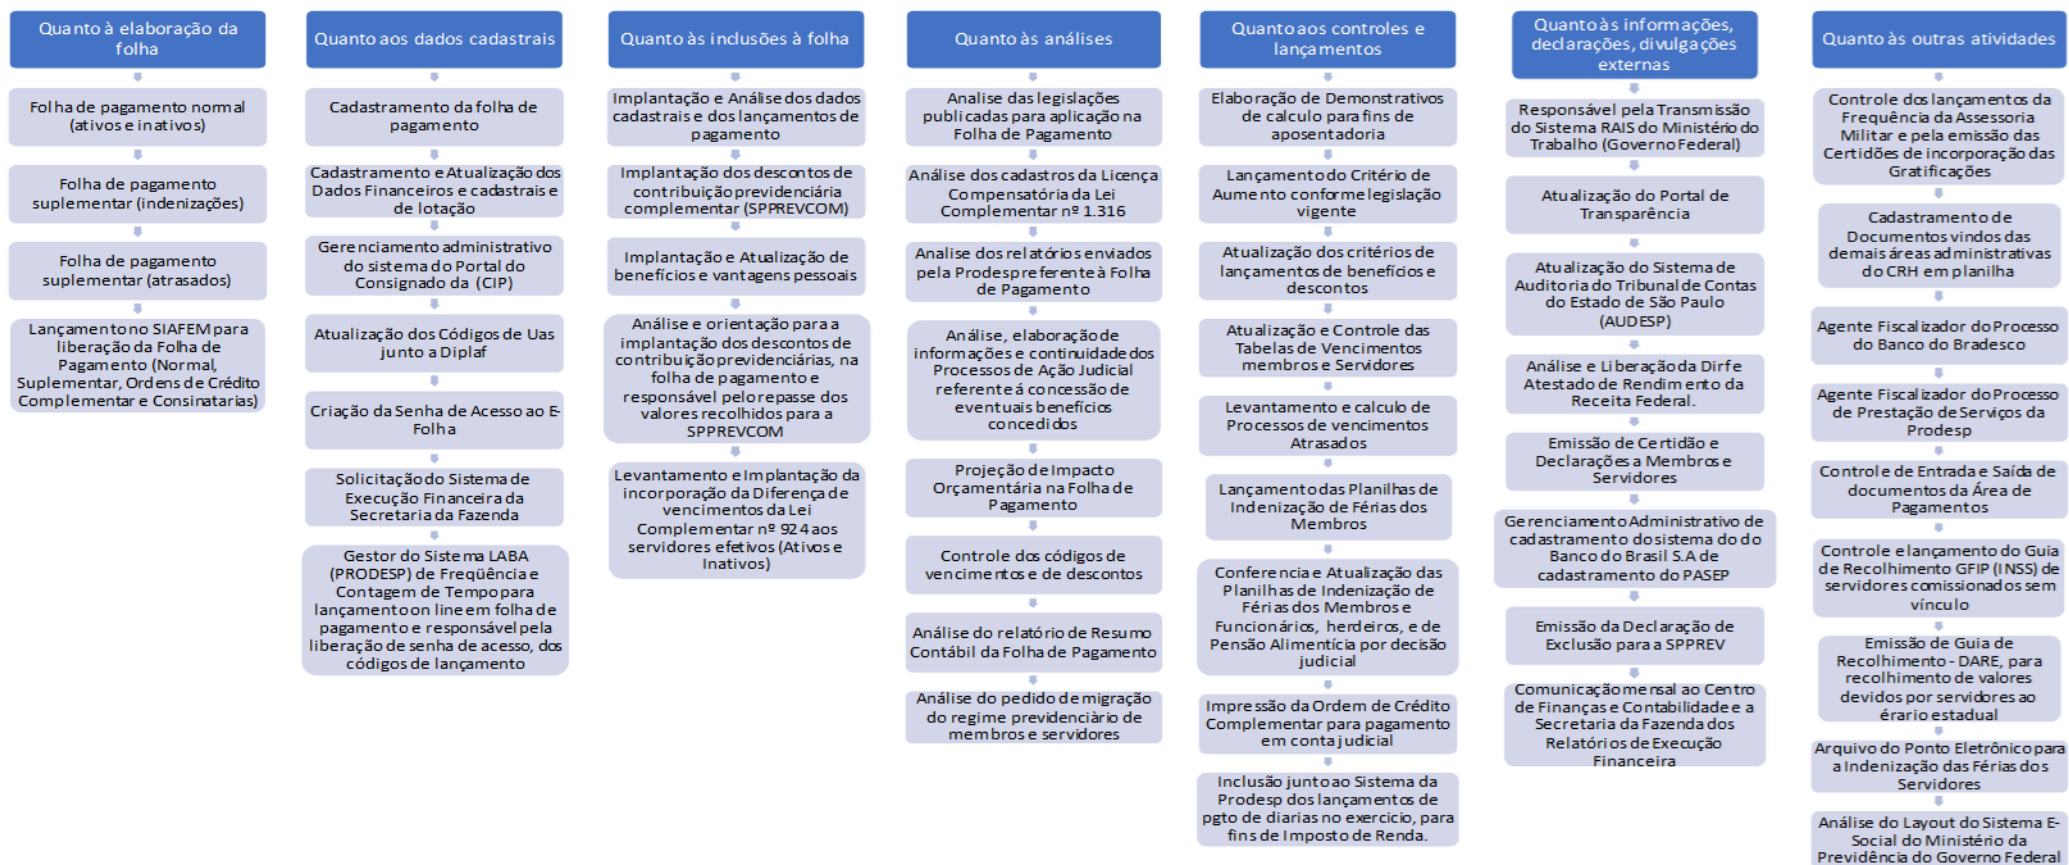 Quanto à elaboração da
folha
Folha de pagamento normal
(ativos e inativos)
Folha de pagamento
suplementar (indenizações)
Folha de pagamento
suplementar (atrasados)
Lançamento no SIAFEM para
liberação da Folha de
Pagamento (Normal,
Suplementar, Ordens de Crédito
Complementar e Consinatarias)
Quanto aos dados cadastrais
Cadastramento da folha de
pagamento
Cadastramento e Atualização dos
Dados Financeiros e cadastrais e
de lotação
Gerenciamento administrativo
do sistema do Portal do
Consignado da (CIP)
Atualização dos Códigos de Uas
junto a Diplaf
Criação da Senha de Acesso ao E-
Folha
Solicitação do Sistema de
Execução Financeira da
Secretaria da Fazenda
Gestor do Sistema LABA
(PRODESP) de Freqüência e
Contagem de Tempo para
lançamento on line em folha de
pagamento e responsável pela
liberação de senha de acesso, dos
códigos de lançamento
Quanto às inclusões à folha
Implantação e Análise dos dados
cadastrais e dos lançamentos de
pagamento
Implantação dos descontos de
contribuição previdenciária
complementar (SPPREVCOM)
Implantação e Atualização de
benefícios e vantagens pessoais
Análise e orientação para a
implantação dos descontos de
contribuição previdenciárias, na
folha de pagamento e
responsável pelo repasse dos
valores recolhidos para a
SPPREVCOM
Levantamento e Implantação da
incorporação da Diferença de
vencimentos da Lei
Complementar nº 924 aos
servidores efetivos (Ativos e
Inativos)
Quanto às análises
Analise das legislações
publicadas para aplicação na
Folha de Pagamento
Análise dos cadastros da Licença
Compensatória da Lei
Complementar nº 1.316
Analise dos relatórios enviados
pela Prodesp referente à Folha
de Pagamento
Análise, elaboração de
informações e continuidade dos
Processos de Ação Judicial
referente á concessão de
eventuais benefícios
concedidos
Projeção de Impacto
Orçamentária na Folha de
Pagamento
Controle dos códigos de
vencimentos e de descontos
Análise do relatório de Resumo
Contábil da Folha de Pagamento
Análise do pedido de migração
do regime previdenciàrio de
membros e servidores
Quanto aos controles e
lançamentos
Elaboração de Demonstrativos
de calculo para fins de
aposentadoria
Lançamento do Critério de
Aumento conforme legislação
vigente
Atualização dos critérios de
lançamentos de benefícios e
descontos
Atualização e Controle das
Tabelas de Vencimentos
membros e Servidores
Levantamento e calculo de
Processos de vencimentos
Atrasados
Lançamento das Planilhas de
Indenização de Férias dos
Membros
Conferencia e Atualização das
Planilhas de Indenização de
Férias dos Membros e
Funcionários, herdeiros, e de
Pensão Alimentícia por decisão
judicial
Impressão da Ordem de Crédito
Complementar para pagamento
em conta judicial
Inclusão junto ao Sistema da
Prodesp dos lançamentos de
pgto de diarias no exercicio, para
fins de Imposto de Renda.
Quanto às informações,
declarações, divulgações
externas
Responsável pela Transmissão
do Sistema RAIS do Ministério do
Trabalho (Governo Federal)
Atualização do Portal de
Transparência
Atualização do Sistema de
Auditoria do Tribunal de Contas
do Estado de São Paulo
(AUDESP)
Análise e Liberação da Dirf e
Atestado de Rendimento da
Receita Federal.
Emissão de Certidão e
Declarações a Membros e
Servidores
Gerenciamento Administrativo de
cadastramento do sistema do do
Banco do Brasil S.A de
cadastramento do PASEP
Emissão da Declaração de
Exclusão para a SPPREV
Comunicação mensal ao Centro
de Finanças e Contabilidade e a
Secretaria da Fazenda dos
Relatórios de Execução
Financeira
Quanto às outras atividades
Controle dos lançamentos da
Frequência da Assessoria
Militar e pela emissão das
Certidões de incorporação das
Gratificações
Cadastramento de
Documentos vindos das
demais áreas administrativas
do CRH em planilha
Agente Fiscalizador do Processo
do Banco do Bradesco
Agente Fiscalizador do Processo
de Prestação de Serviços da
Prodesp
Controle de Entrada e Saída de
documentos da Área de
Pagamentos
Controle e lançamento do Guia
de Recolhimento GFIP (INSS) de
servidores comissionados sem
vínculo
Emissão de Guia de
Recolhimento - DARE, para
recolhimento de valores
devidos por servidores ao
érario estadual
Arquivo do Ponto Eletrônico para
a Indenização das Férias dos
Servidores
Análise do Layout do Sistema E-
Social do Ministério da
Previdência do Governo Federal